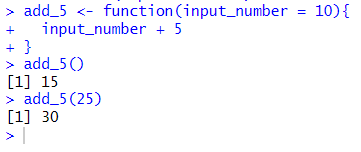 > add_5 <- function(input_number = 10){
+   input_number + 5
+ }
> add_5()
[1] 15
> add_5(25)
[1] 30
>